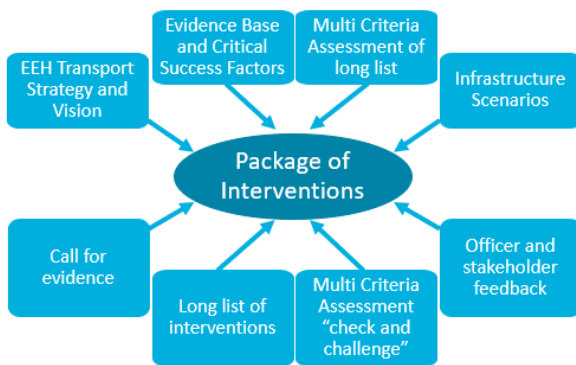 EEH Transport
Strategy and
Vision
Evidence Base
and Critical
Success Factors
Multi Criteria
Assessment of
long list
Infrastructure
Scenarios
Package of
Interventions
Call for
evidence
Long list of
interventions
Multi Criteria
Assessment
“check and
challenge”
Officer and
stakeholder
feedback